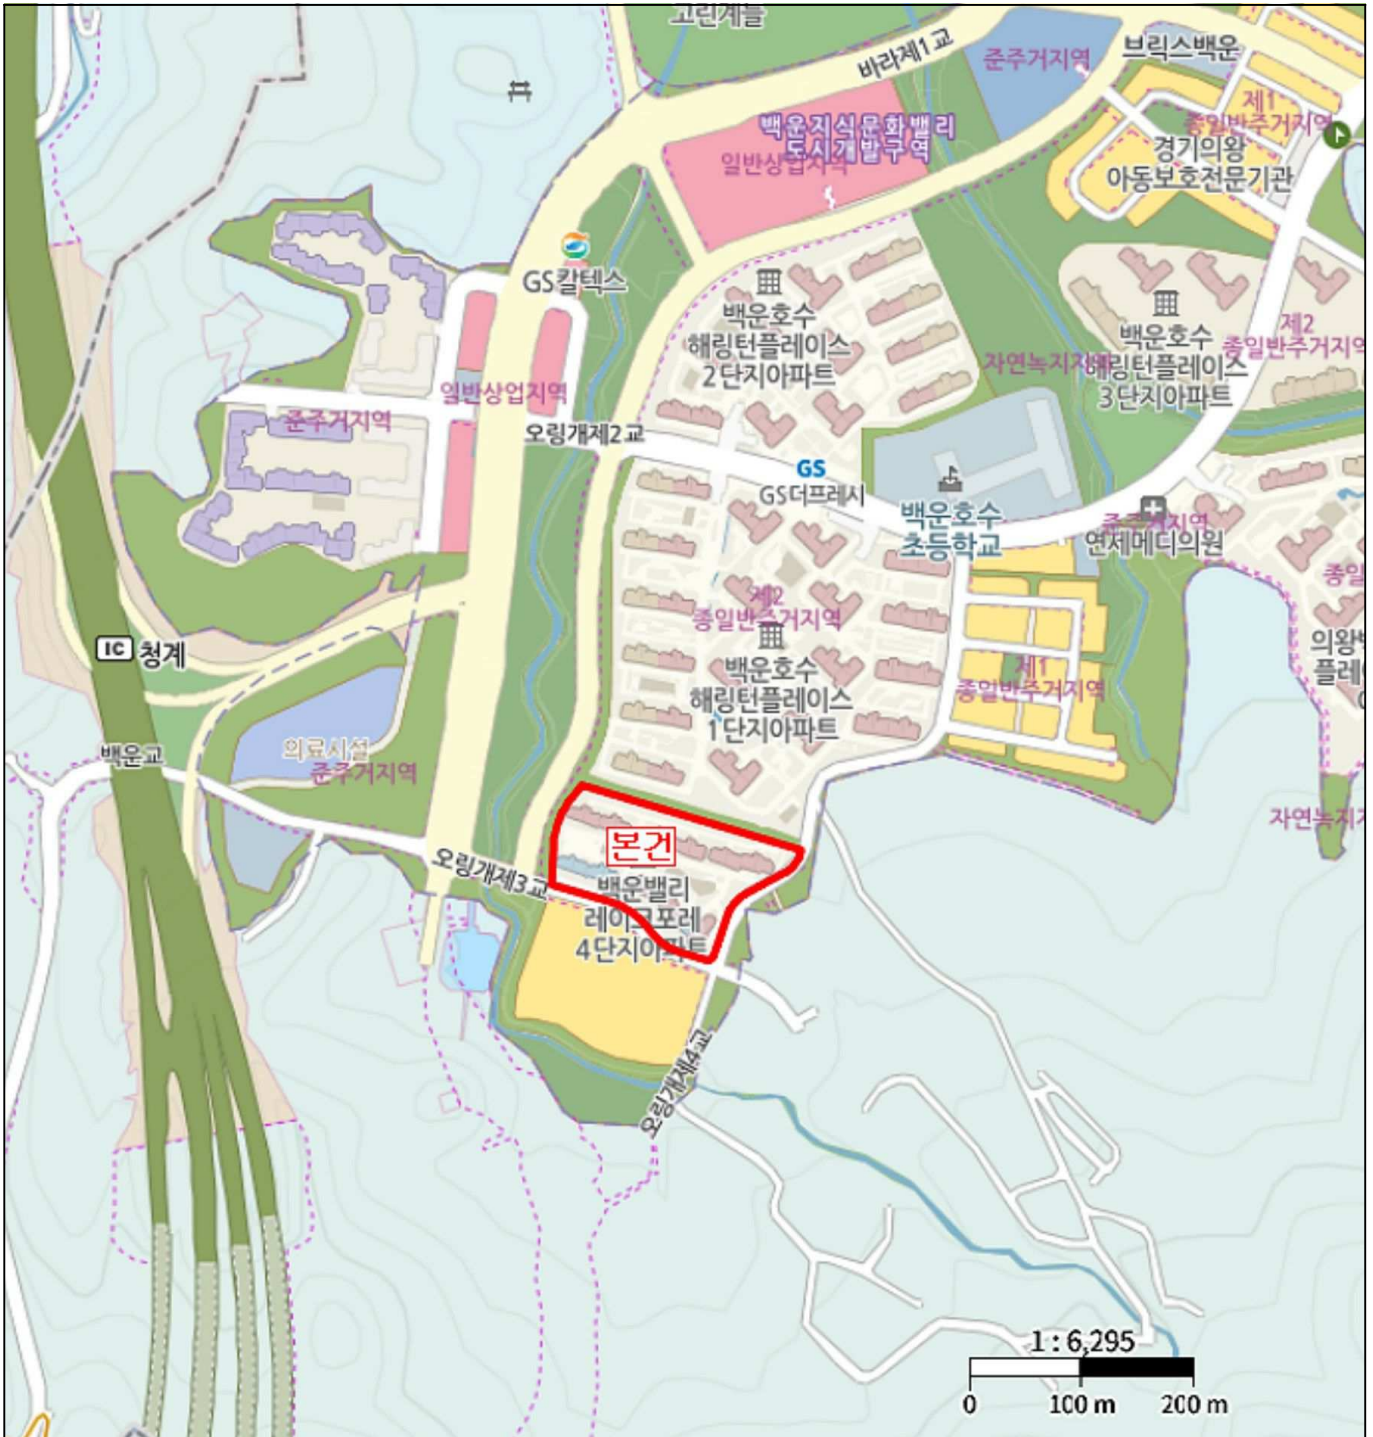 고린계들
바라제1교
준주거지역
브릭스백운
백운지식문화밸리
도시개발구역
일반상업지역
제1
종일반주거지역
경기의왕
아동보호전문기관
GS칼텍스
백운호수
해링턴플레이스
2단지아파트
백운호수
해링턴플레이스
3단지아파트
제2
종일반주거지역
자연녹지지역
일반상업지역
준주거지역
오링개제2교
GS
GS더프레시
백운호수
초등학교
준주거지역
연세메디의원
제2
종일반주거지역
종일
백운호수
해링턴플레이스
1단지아파트
제1
종일반주거지역
의왕
플레
IC 청계
백운교
의료시설
준주거지역
자연녹지
본건
오링개제3교
백운밸리
레이크포레
4단지아파트
오링개제4교
1 : 6,295
0 100 m 200 m